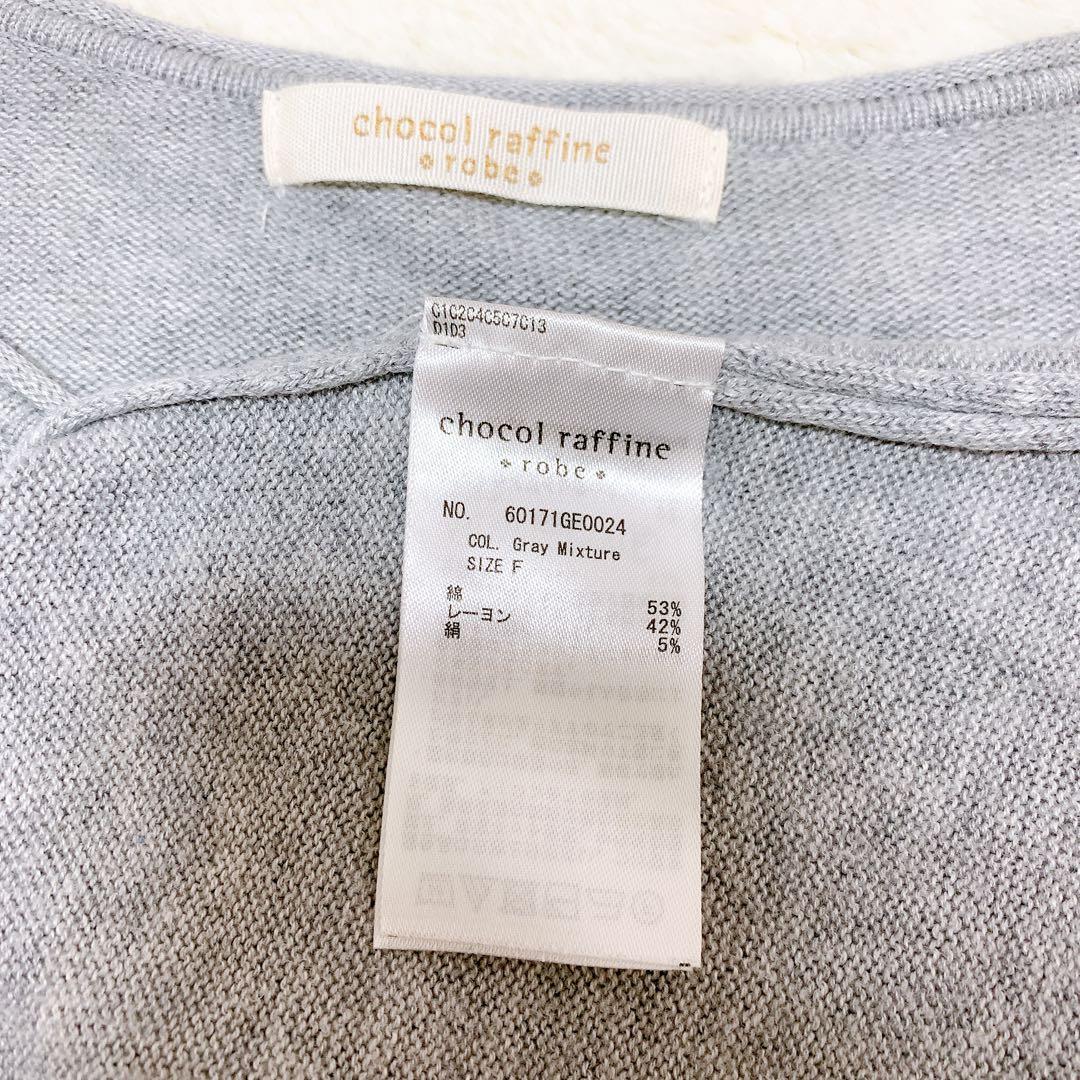 chocol raffine
robe
C1C2C4C5C7C13
D1D3
chocol raffine
robe
NO. 60171GE0024
COL. Gray Mixture
SIZE F
綿 53%
レーヨン 42%
絹 5%